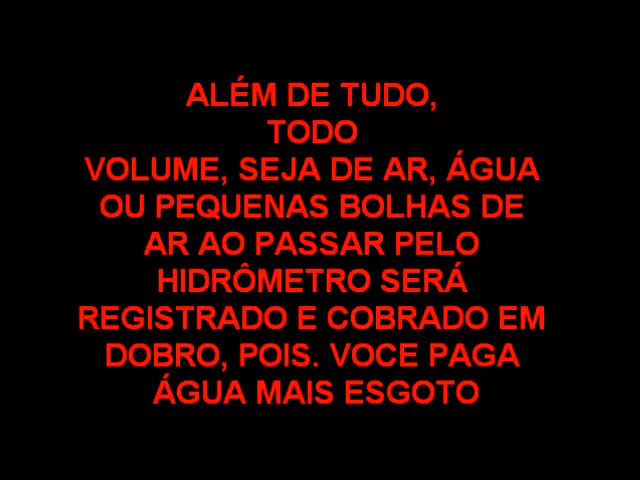 ALÉM DE TUDO,
TODO
VOLUME, SEJA DE AR, ÁGUA
OU PEQUENAS BOLHAS DE
AR AO PASSAR PELO
HIDRÔMETRO SERÁ
REGISTRADO E COBRADO EM
DOBRO, POIS. VOCE PAGA
ÁGUA MAIS ESGOTO